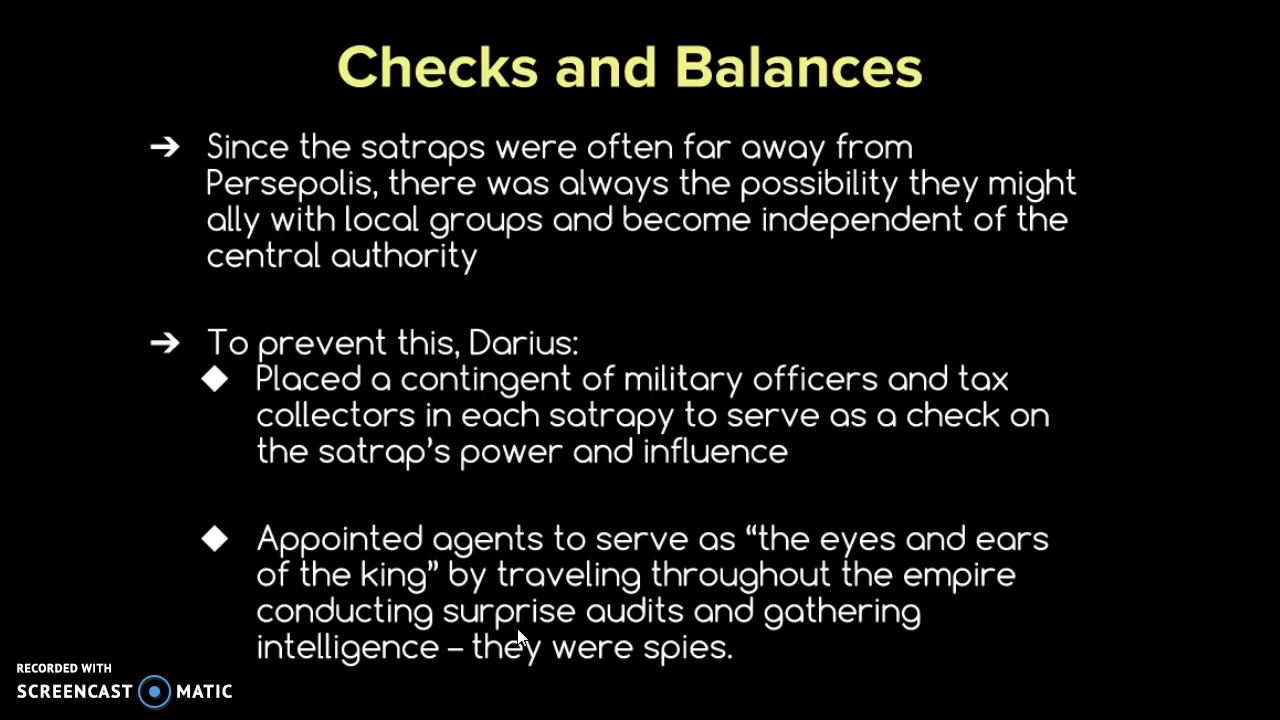 Checks and Balances
➔ Since the satraps were often far away from
Persepolis, there was always the possibility they might
ally with local groups and become independent of the
central authority
➔ To prevent this, Darius:
◆ Placed a contingent of military officers and tax
collectors in each satrapy to serve as a check on
the satrap’s power and influence
◆ Appointed agents to serve as “the eyes and ears
of the king” by traveling throughout the empire
conducting surprise audits and gathering
intelligence – they were spies.
RECORDED WITH
SCREENCAST MATIC